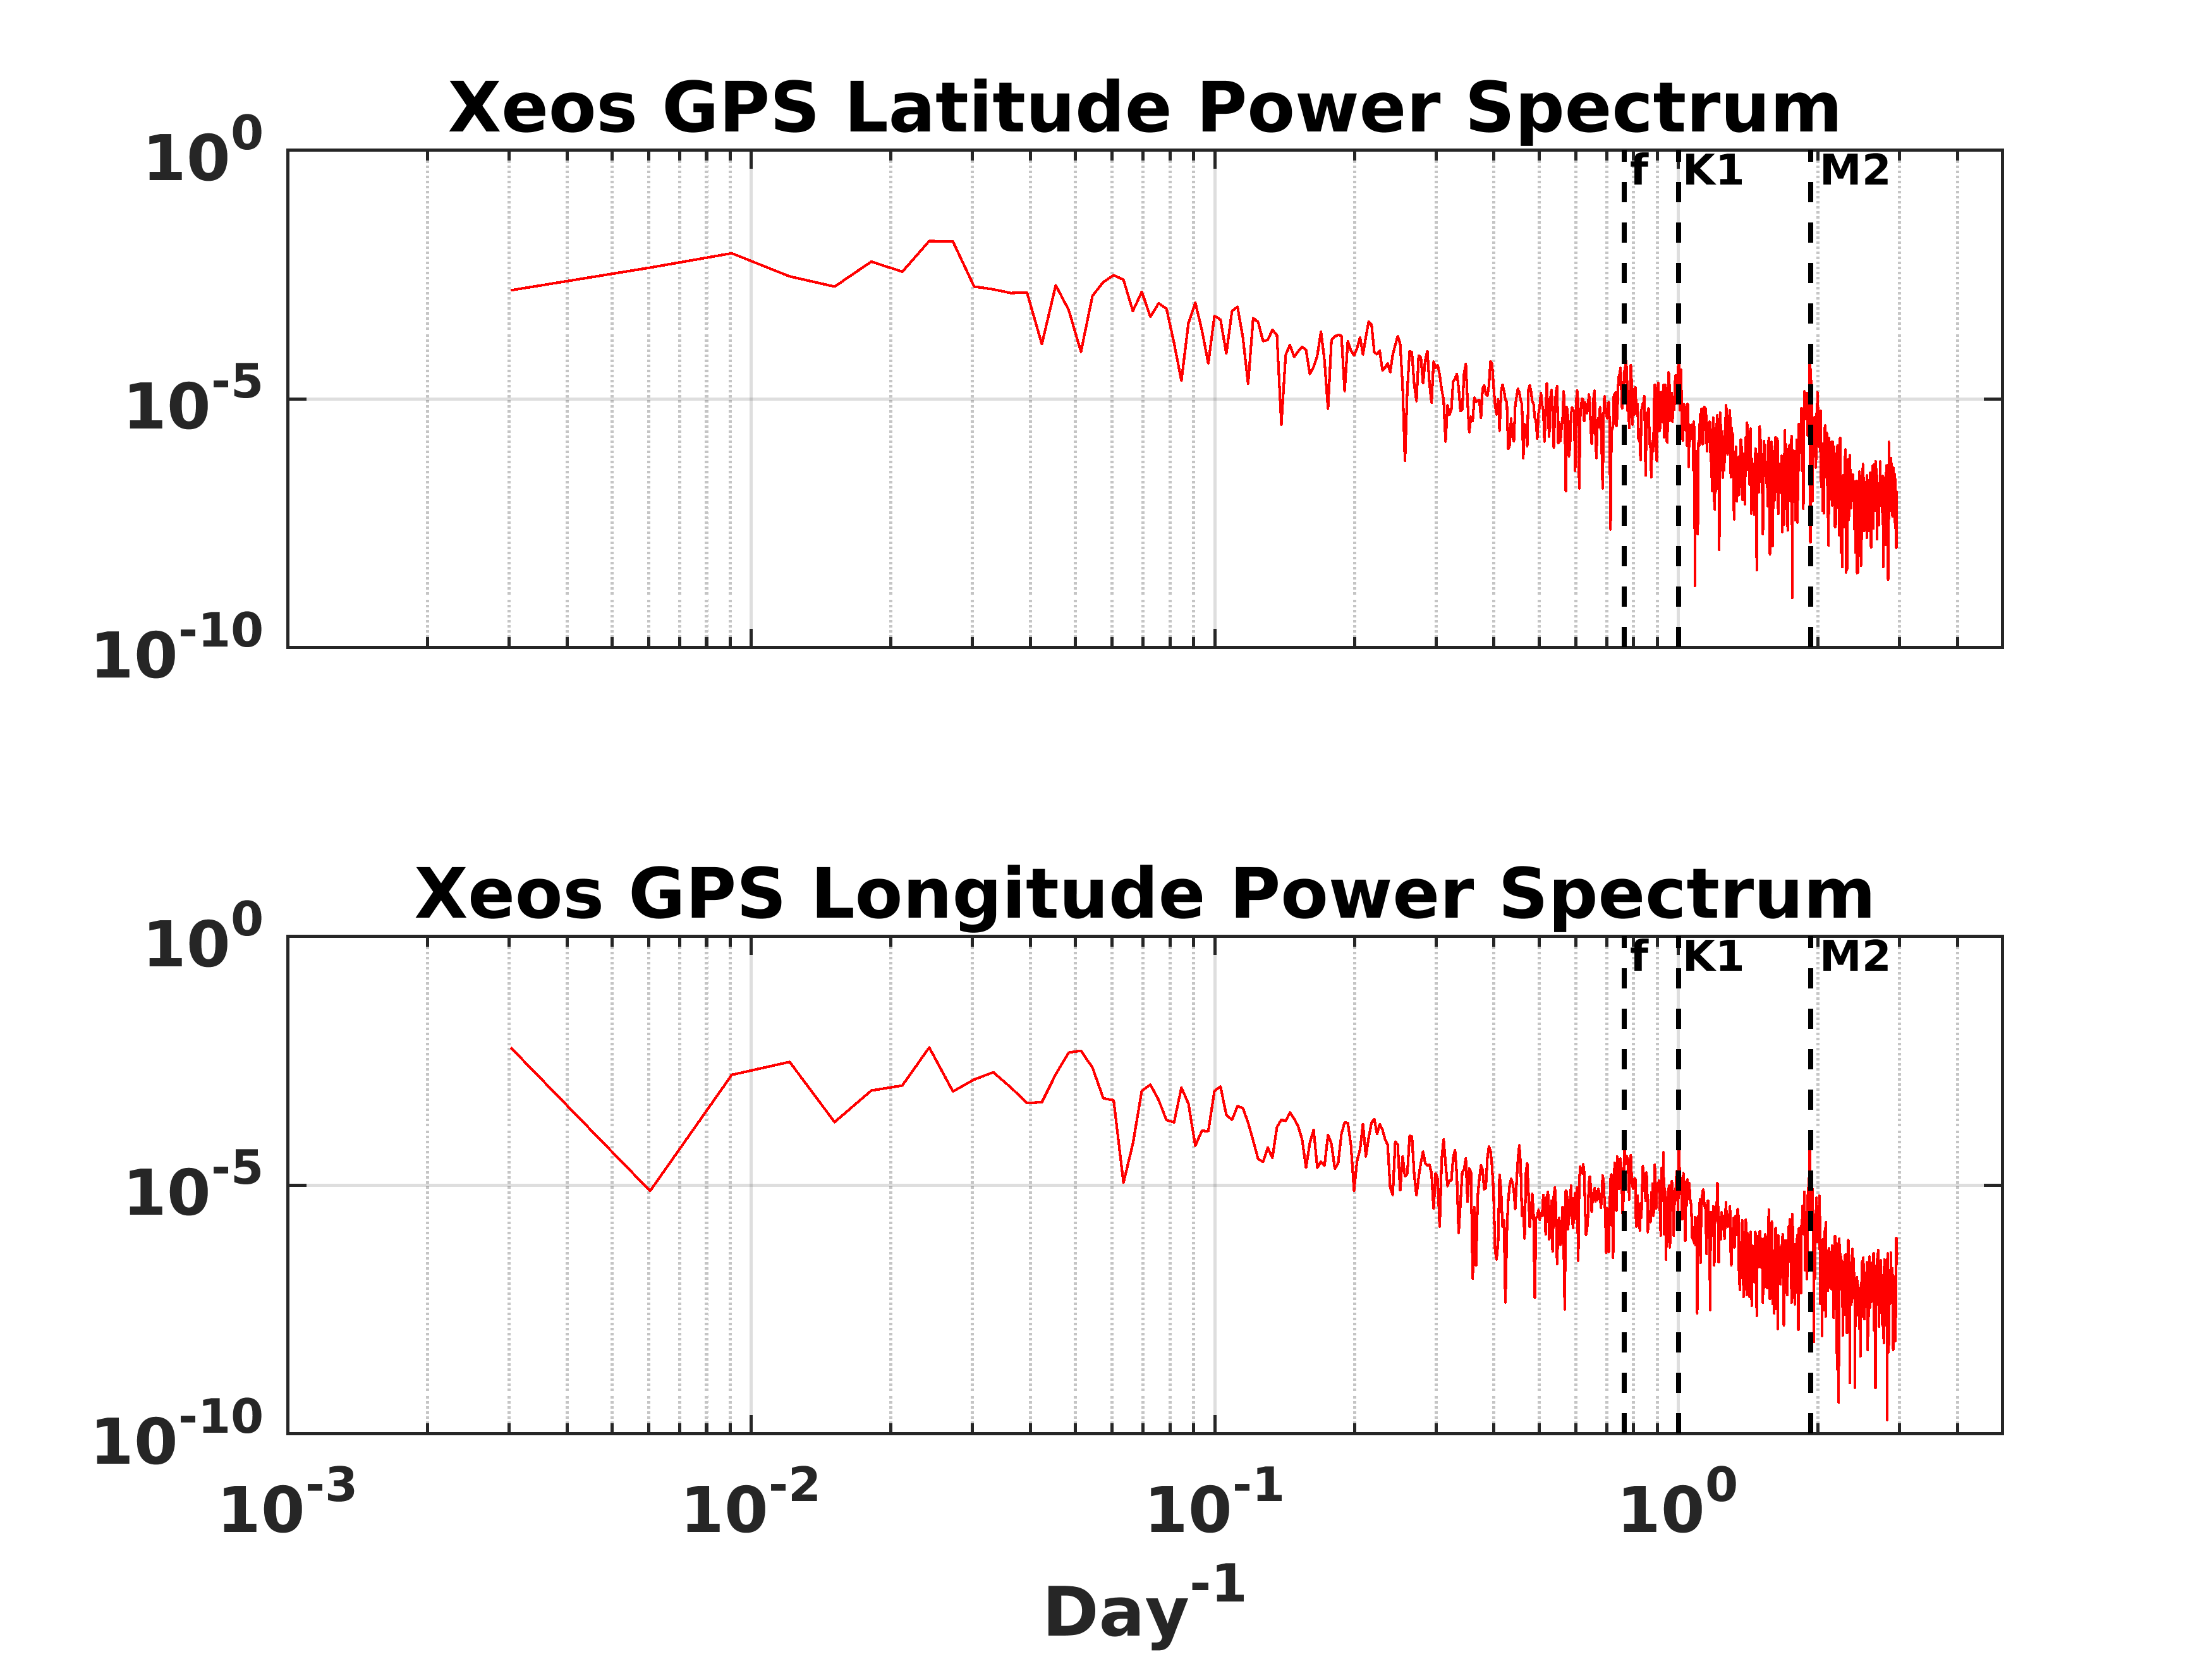 Xeos GPS Latitude Power Spectrum
10^0
f K1 M2
10^-5
10^-10
Xeos GPS Longitude Power Spectrum
10^0
f K1 M2
10^-5
10^-10
10^-3 10^-2 10^-1 10^0
Day^-1